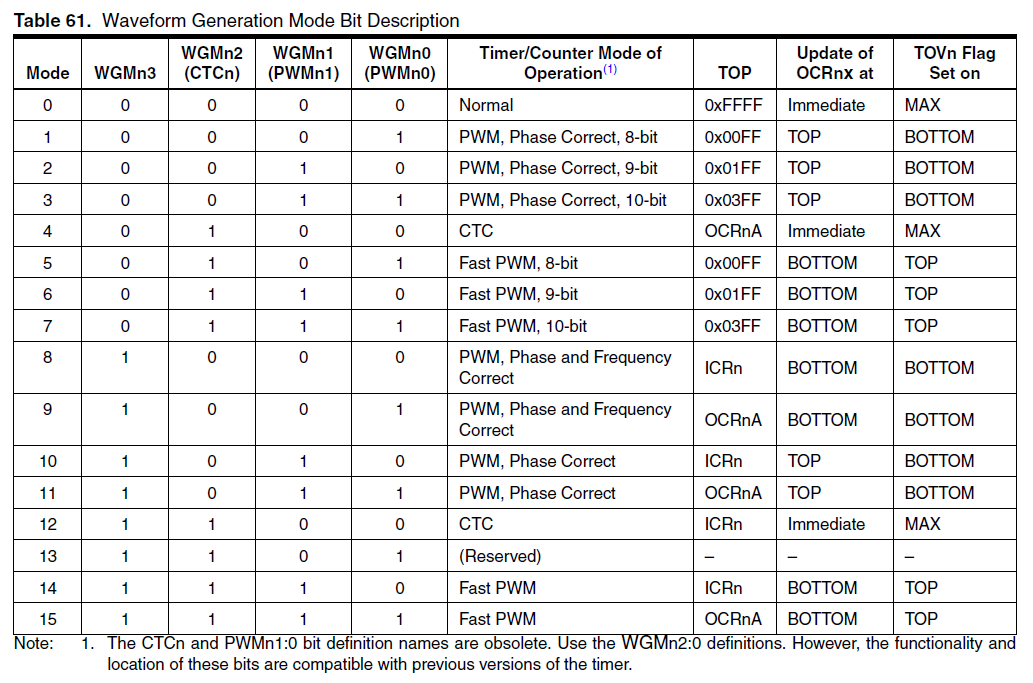 Table 61. Waveform Generation Mode Bit Description
Mode WGMn3 WGMn2 (CTCn) WGMn1 (PWMn1) WGMn0 (PWMn0) Timer/Counter Mode of Operation(1) TOP Update of OCRnx at TOVn Flag Set on
0 0 0 0 0 Normal 0xFFFF Immediate MAX
1 0 0 0 1 PWM, Phase Correct, 8-bit 0x00FF TOP BOTTOM
2 0 0 1 0 PWM, Phase Correct, 9-bit 0x01FF TOP BOTTOM
3 0 0 1 1 PWM, Phase Correct, 10-bit 0x03FF TOP BOTTOM
4 0 1 0 0 CTC OCRnA Immediate MAX
5 0 1 0 1 Fast PWM, 8-bit 0x00FF BOTTOM TOP
6 0 1 1 0 Fast PWM, 9-bit 0x01FF BOTTOM TOP
7 0 1 1 1 Fast PWM, 10-bit 0x03FF BOTTOM TOP
8 1 0 0 0 PWM, Phase and Frequency Correct ICRn BOTTOM BOTTOM
9 1 0 0 1 PWM, Phase and Frequency Correct OCRnA BOTTOM BOTTOM
10 1 0 1 0 PWM, Phase Correct ICRn TOP BOTTOM
11 1 0 1 1 PWM, Phase Correct OCRnA TOP BOTTOM
12 1 1 0 0 CTC ICRn Immediate MAX
13 1 1 0 1 (Reserved) – – –
14 1 1 1 0 Fast PWM ICRn BOTTOM TOP
15 1 1 1 1 Fast PWM OCRnA BOTTOM TOP
Note: 1. The CTCn and PWMn1:0 bit definition names are obsolete. Use the WGMn2:0 definitions. However, the functionality and
location of these bits are compatible with previous versions of the timer.